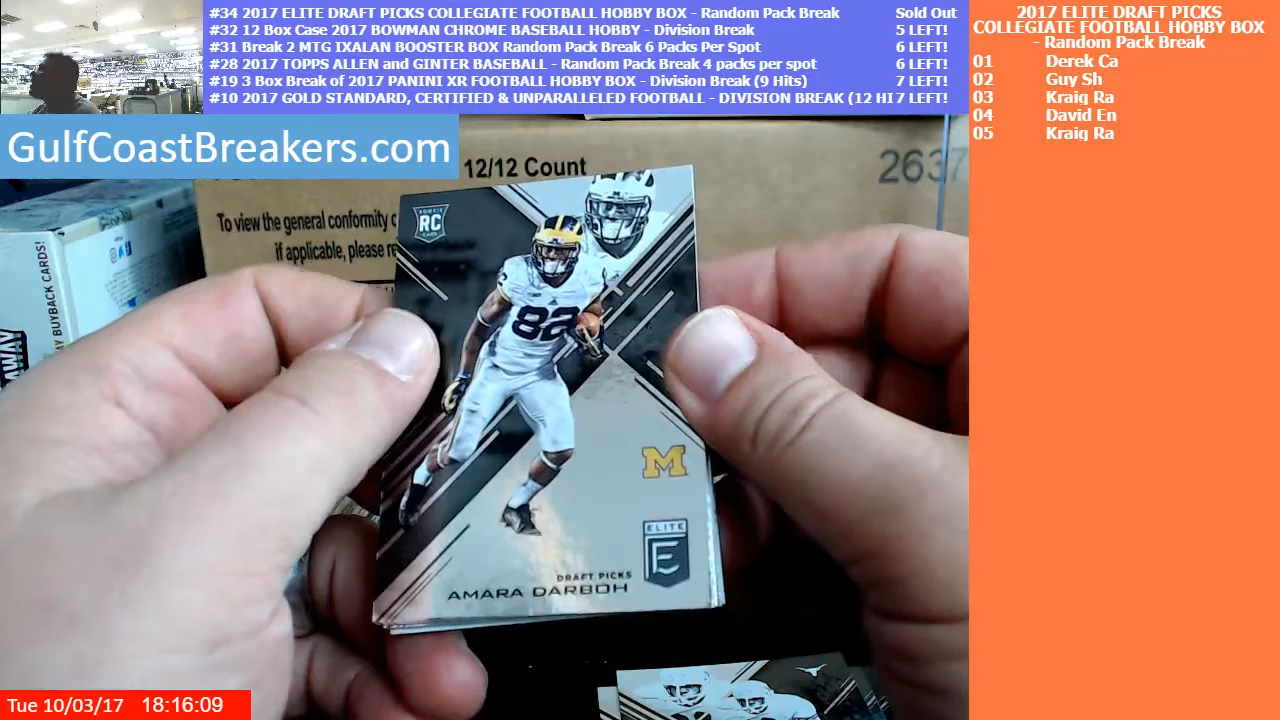 #34 2017 ELITE DRAFT PICKS COLLEGIATE FOOTBALL HOBBY BOX - Random Pack Break Sold Out
#32 12 Box Case 2017 BOWMAN CHROME BASEBALL HOBBY - Division Break 5 LEFT!
#31 Break 2 MTG IXALAN BOOSTER BOX Random Pack Break 6 Packs Per Spot 6 LEFT!
#28 2017 TOPPS ALLEN and GINTER BASEBALL - Random Pack Break 4 packs per spot 6 LEFT!
#19 3 Box Break of 2017 PANINI XR FOOTBALL HOBBY BOX - Division Break (9 Hits) 7 LEFT!
#10 2017 GOLD STANDARD, CERTIFIED & UNPARALLELED FOOTBALL - DIVISION BREAK (12 HI 7 LEFT!
2017 ELITE DRAFT PICKS
COLLEGIATE FOOTBALL HOBBY BOX
- Random Pack Break
01 Derek Ca
02 Guy Sh
03 Kraig Ra
04 David En
05 Kraig Ra
GulfCoastBreakers.com
12/12 Count
2637
To view the general conformity
if applicable, please
BUYBACK CARDS!
AWAY
ROOKIE
RC
CARD
82
M
ELITE
E
DRAFT PICKS
AMARA DARBOH
Tue 10/03/17 18:16:09